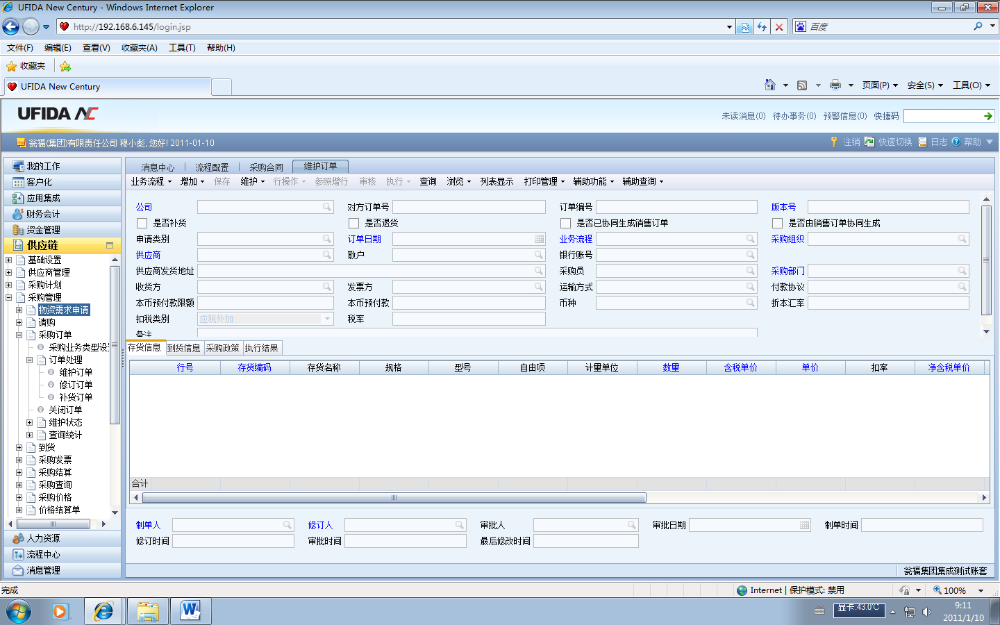 UFIDA New Century - Windows Internet Explorer
http://192.168.6.145/login.jsp
百度
文件(F) 编辑(E) 查看(V) 收藏夹(A) 工具(T) 帮助(H)
收藏夹
UFIDA New Century
页面(P) 安全(S) 工具(O)
UFIDA NC
未读消息(0) 待办事务(0) 预警信息(0) 快捷码
瓮福(集团)有限责任公司 穆小彪, 您好! 2011-01-10
注销 快速切换 日志 帮助
我的工作
客户化
应用集成
财务会计
资金管理
供应链
基础设置
供应商管理
采购计划
采购管理
物资需求申请
请购
采购订单
采购业务类型设
订单处理
维护订单
修订订单
补货订单
关闭订单
维护状态
查询统计
到货
采购发票
采购结算
采购查询
采购价格
价格结算单
人力资源
流程中心
消息管理
消息中心 流程配置 采购合同 维护订单
业务流程 增加 保存 维护 行操作 参照增行 审核 执行 查询 浏览 列表显示 打印管理 辅助功能 辅助查询
公司 对方订单号 订单编号 版本号
是否补货 是否退货 是否已协同生成销售订单 是否由销售订单协同生成
申请类别 订单日期 业务流程 采购组织
供应商 散户 银行账号
供应商发货地址 采购员 采购部门
收货方 发票方 运输方式 付款协议
本币预付款限额 本币预付款 币种 折本汇率
扣税类别 应税外加 税率
备注
存货信息 到货信息 采购政策 执行结果
行号 存货编码 存货名称 规格 型号 自由项 计量单位 数量 含税单价 单价 扣率 净含税单价
合计
制单人 修订人 审批人 审批日期 制单时间
修订时间 审批时间 最后修改时间
瓮福集团集成测试账套
完成
Internet | 保护模式: 禁用
100%
显卡:43.0℃
9:11
2011/1/10